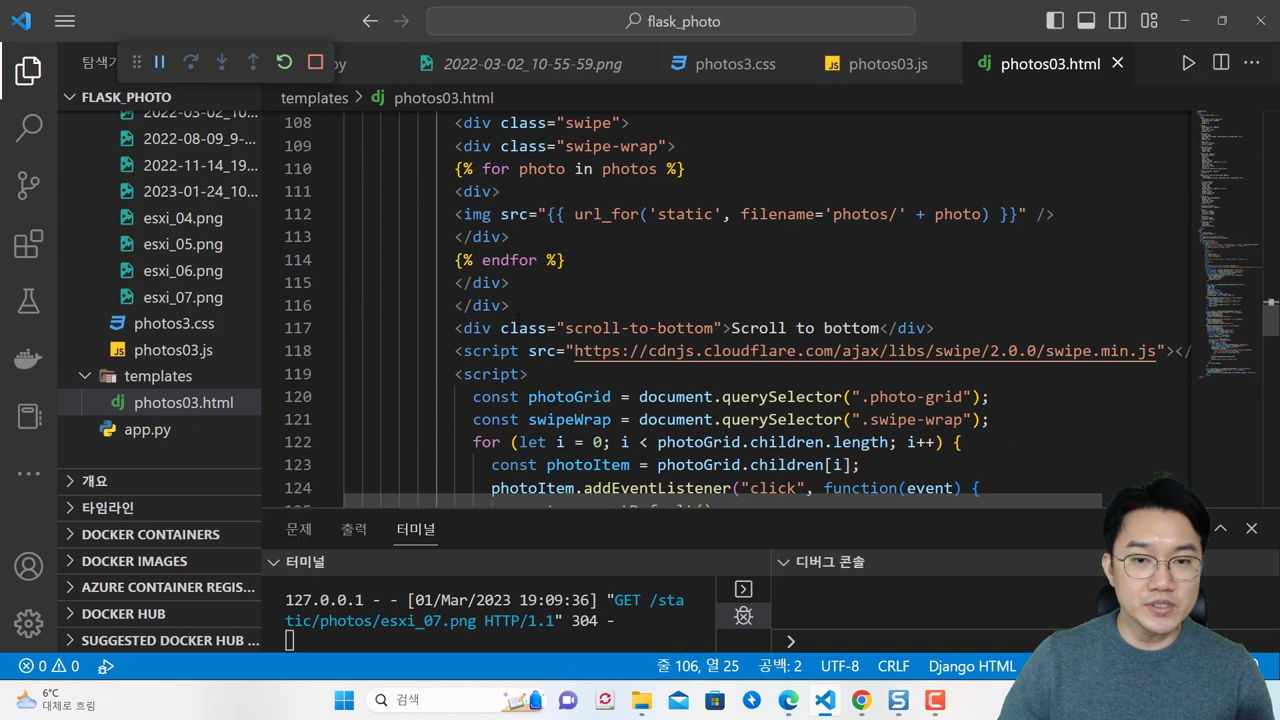 flask_photo
탐색기
py
2022-03-02_10-55-59.png
photos3.css
photos03.js
photos03.html
FLASK_PHOTO
templates > photos03.html
2022-03-02_10...
2022-08-09_9-...
2022-11-14_19...
2023-01-24_10...
esxi_04.png
esxi_05.png
esxi_06.png
esxi_07.png
photos3.css
photos03.js
templates
photos03.html
app.py
개요
타임라인
DOCKER CONTAINERS
DOCKER IMAGES
AZURE CONTAINER REGIS...
DOCKER HUB
SUGGESTED DOCKER HUB ...
108 <div class="swipe">
109 <div class="swipe-wrap">
110 {% for photo in photos %}
111 <div>
112 <img src="{{ url_for('static', filename='photos/' + photo) }}" />
113 </div>
114 {% endfor %}
115 </div>
116 </div>
117 <div class="scroll-to-bottom">Scroll to bottom</div>
118 <script src="https://cdnjs.cloudflare.com/ajax/libs/swipe/2.0.0/swipe.min.js"></
119 <script>
120 const photoGrid = document.querySelector(".photo-grid");
121 const swipeWrap = document.querySelector(".swipe-wrap");
122 for (let i = 0; i < photoGrid.children.length; i++) {
123 const photoItem = photoGrid.children[i];
124 photoItem.addEventListener("click", function(event) {
문제 출력 터미널
터미널
디버그 콘솔
127.0.0.1 - - [01/Mar/2023 19:09:36] "GET /sta
tic/photos/esxi_07.png HTTP/1.1" 304 -
0 0
줄 106, 열 25
공백: 2
UTF-8
CRLF
Django HTML
6°C
대체로 흐림
검색